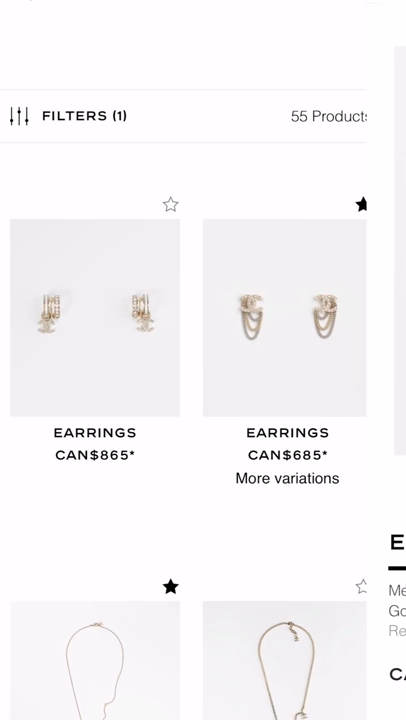 FILTERS (1)
55 Products
EARRINGS
CAN$865*
EARRINGS
CAN$685*
More variations
E
Me
Go
Re
CA